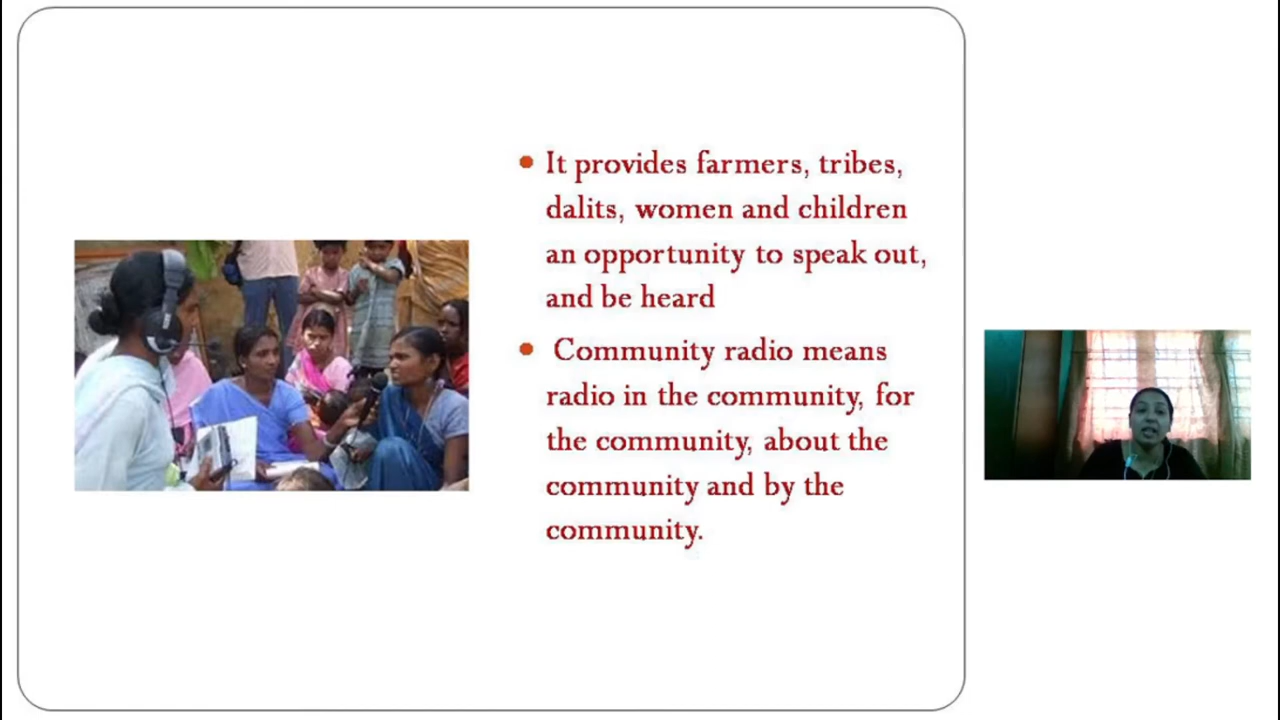 It provides farmers, tribes,
dalits, women and children
an opportunity to speak out,
and be heard
Community radio means
radio in the community, for
the community, about the
community and by the
community.